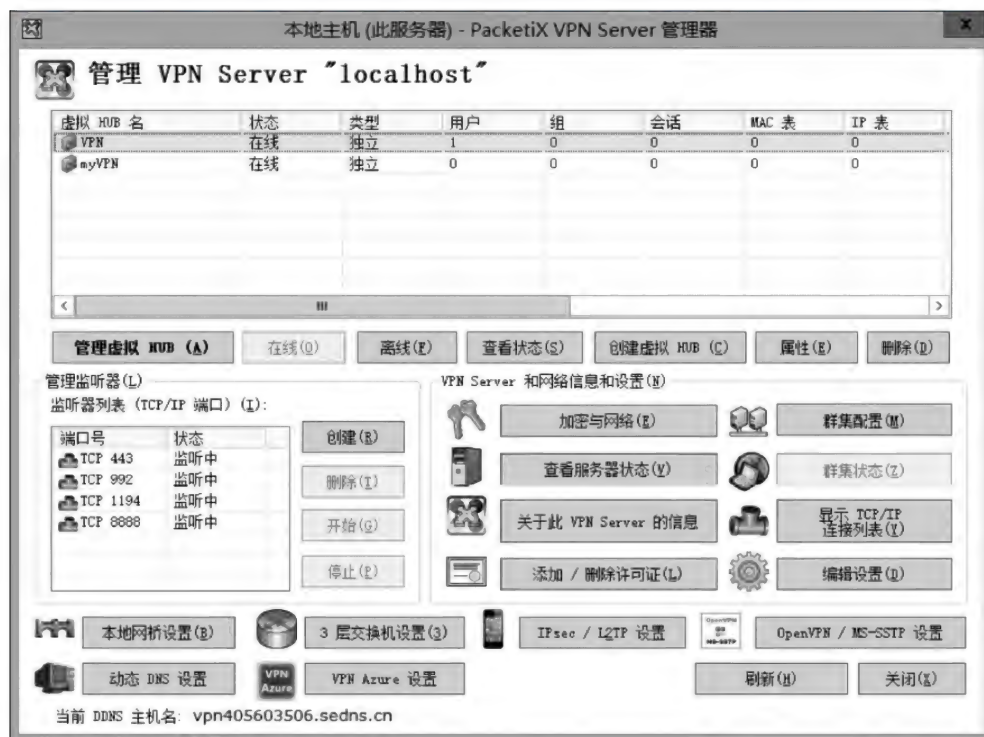 本地主机 (此服务器) - PacketiX VPN Server 管理器
管理 VPN Server "localhost"
虚拟 HUB 名 状态 类型 用户 组 会话 MAC 表 IP 表
VPN 在线 独立 1 0 0 0 0
myVPN 在线 独立 0 0 0 0 0
管理虚拟 HUB (A) 在线(O) 离线(F) 查看状态(S) 创建虚拟 HUB (C) 属性(E) 删除(D)
管理监听器(L)
监听器列表 (TCP/IP 端口) (I):
端口号 状态
TCP 443 监听中
TCP 992 监听中
TCP 1194 监听中
TCP 8888 监听中
创建(R)
删除(T)
开始(G)
停止(P)
VPN Server 和网络信息和设置(N)
加密与网络(E) 群集配置(M)
查看服务器状态(V) 群集状态(Z)
关于此 VPN Server 的信息 显示 TCP/IP
连接列表(Y)
添加 / 删除许可证(L) 编辑设置(D)
本地网桥设置(B) 3 层交换机设置(3) IPsec / L2TP 设置 OpenVPN / MS-SSTP 设置
动态 DNS 设置 VPN Azure VPN Azure 设置 刷新(H) 关闭(X)
当前 DDNS 主机名: vpn405603506.sedns.cn